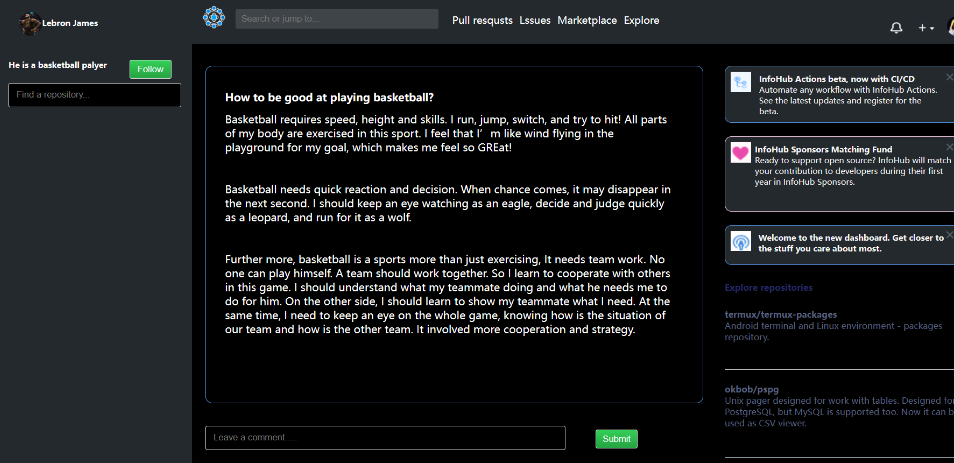 Lebron James
Search or jump to...
Pull resqusts Lssues Marketplace Explore
He is a basketball palyer
Follow
Find a repository...
How to be good at playing basketball?
Basketball requires speed, height and skills. I run, jump, switch, and try to hit! All parts
of my body are exercised in this sport. I feel that I’m like wind flying in the
playground for my goal, which makes me feel so GREat!
Basketball needs quick reaction and decision. When chance comes, it may disappear in
the next second. I should keep an eye watching as an eagle, decide and judge quickly
as a leopard, and run for it as a wolf.
Further more, basketball is a sports more than just exercising, It needs team work. No
one can play himself. A team should work together. So I learn to cooperate with others
in this game. I should understand what my teammate doing and what he needs me to
do for him. On the other side, I should learn to show my teammate what I need. At the
same time, I need to keep an eye on the whole game, knowing how is the situation of
our team and how is the other team. It involved more cooperation and strategy.
Leave a comment....
Submit
InfoHub Actions beta, now with CI/CD
Automate any workflow with InfoHub Actions.
See the latest updates and register for the
beta.
InfoHub Sponsors Matching Fund
Ready to support open source? InfoHub will match
your contribution to developers during their first
year in InfoHub Sponsors.
Welcome to the new dashboard. Get closer to
the stuff you care about most.
Explore repositories
termux/termux-packages
Android terminal and Linux environment - packages
repository.
okbob/pspg
Unix pager designed for work with tables. Designed for
PostgreSQL, but MySQL is supported too. Now it can be
used as CSV viewer.